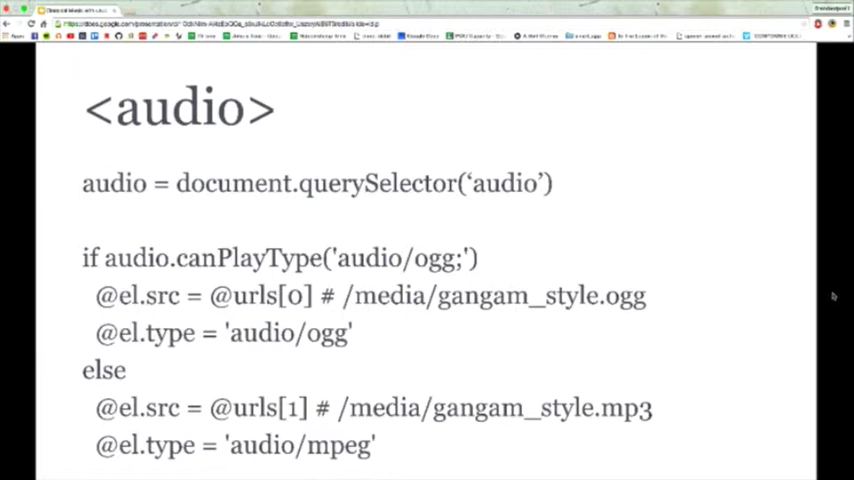 <audio>
audio = document.querySelector(‘audio’)
if audio.canPlayType('audio/ogg;')
@el.src = @urls[0] # /media/gangam_style.ogg
@el.type = 'audio/ogg'
else
@el.src = @urls[1] # /media/gangam_style.mp3
@el.type = 'audio/mpeg'